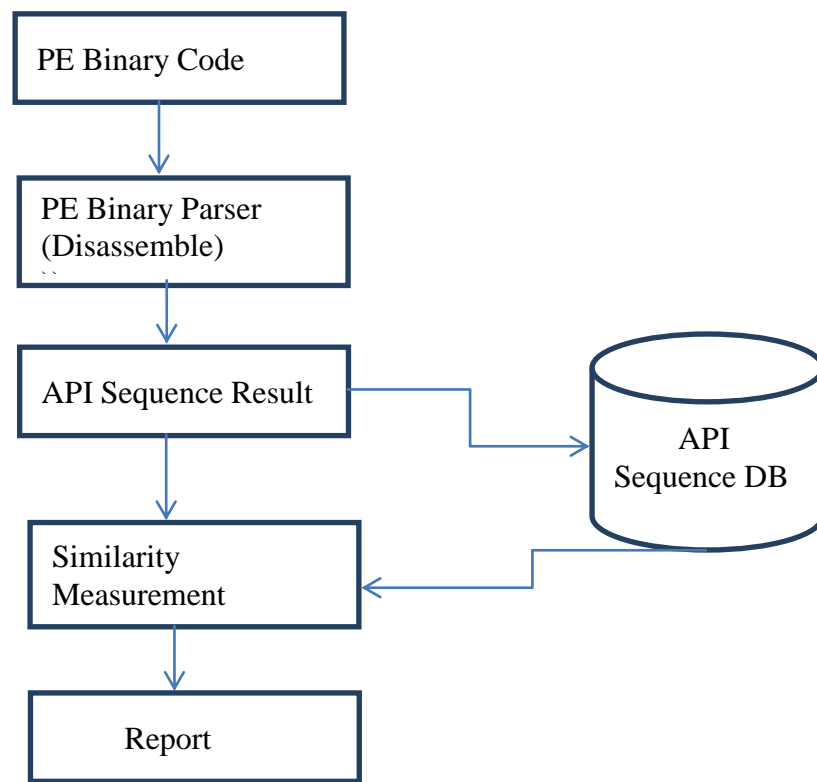 PE Binary Code
PE Binary Parser
(Disassemble)
API Sequence Result
API
Sequence DB
Similarity
Measurement
Report